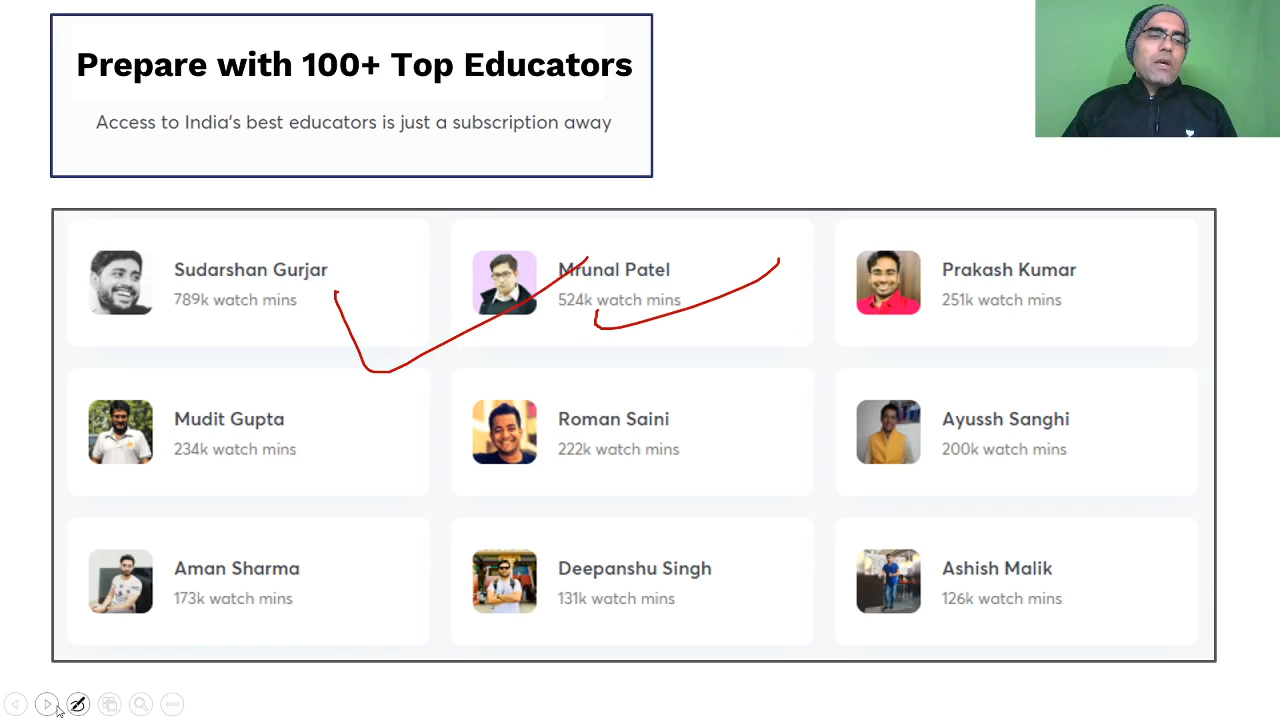 Prepare with 100+ Top Educators
Access to India's best educators is just a subscription away
Sudarshan Gurjar
789k watch mins
Mrunal Patel
524k watch mins
Prakash Kumar
251k watch mins
Mudit Gupta
234k watch mins
Roman Saini
222k watch mins
Ayussh Sanghi
200k watch mins
Aman Sharma
173k watch mins
Deepanshu Singh
131k watch mins
Ashish Malik
126k watch mins